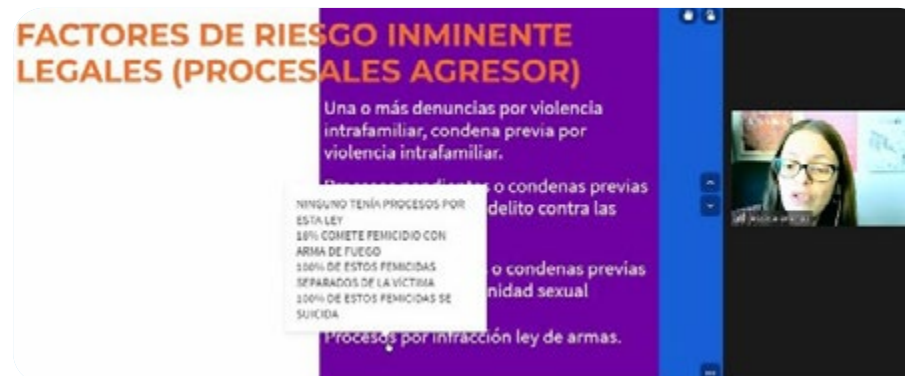 FACTORES DE RIESGO INMINENTE
LEGALES (PROCESALES AGRESOR)
Una o más denuncias por violencia
intrafamiliar, condena previa por
violencia intrafamiliar.
Procesos pendientes o condenas previas
delito contra las
o condenas previas
nidad sexual
Procesos por infracción ley de armas.
NINGUNO TENÍA PROCESOS POR
ESTA LEY
18% COMETE FEMICIDIO CON
ARMA DE FUEGO
100% DE ESTOS FEMICIDAS
SEPARADOS DE LA VÍCTIMA
100% DE ESTOS FEMICIDAS SE
SUICIDA